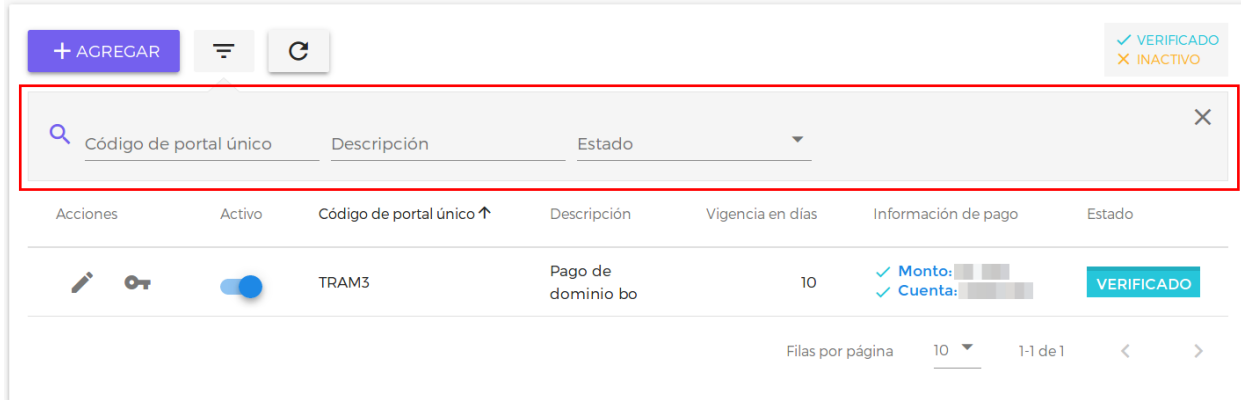 + AGREGAR
✓ VERIFICADO
✕ INACTIVO
Código de portal único Descripción Estado
Acciones Activo Código de portal único ↑ Descripción Vigencia en días Información de pago Estado
TRAM3 Pago de dominio bo 10 ✓ Monto: ✓ Cuenta: VERIFICADO
Filas por página 10 1-1 de 1